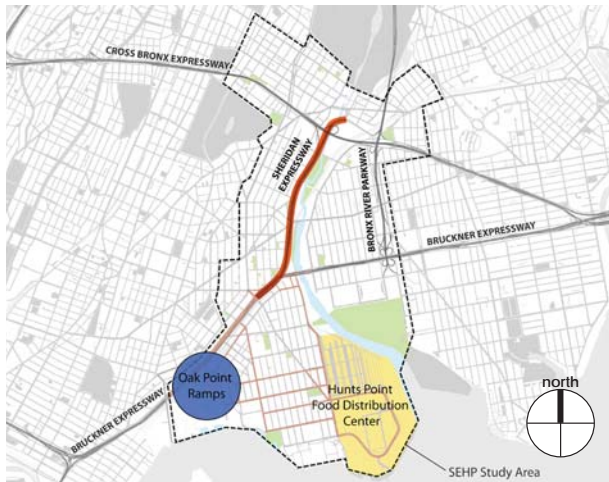 CROSS BRONX EXPRESSWAY
SHERIDAN
EXPRESSWAY
BRONX RIVER PARKWAY
BRUCKNER EXPRESSWAY
Oak Point
Ramps
Hunts Point
Food Distribution
Center
north
BRUCKNER EXPRESSWAY
SEHP Study Area